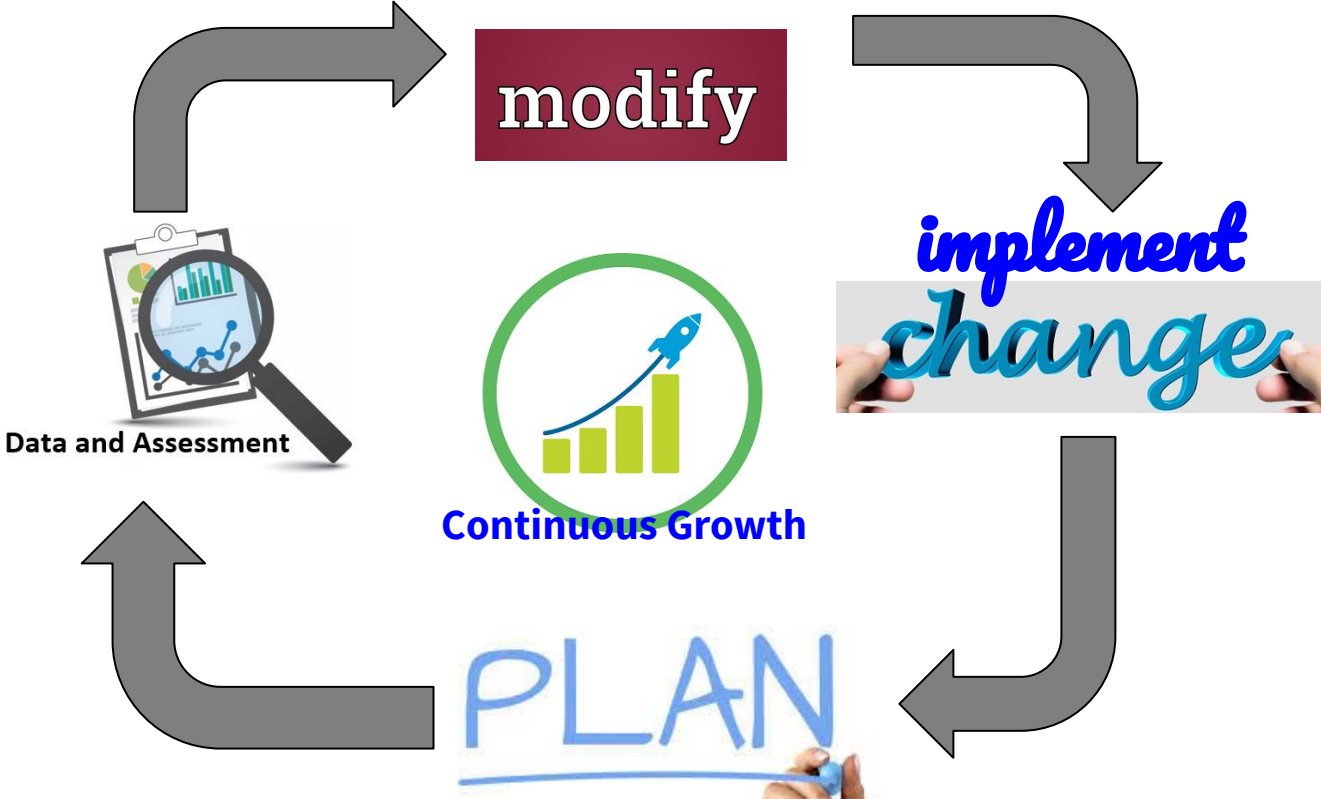 modify
implement
change
Data and Assessment
Continuous Growth
PLAN